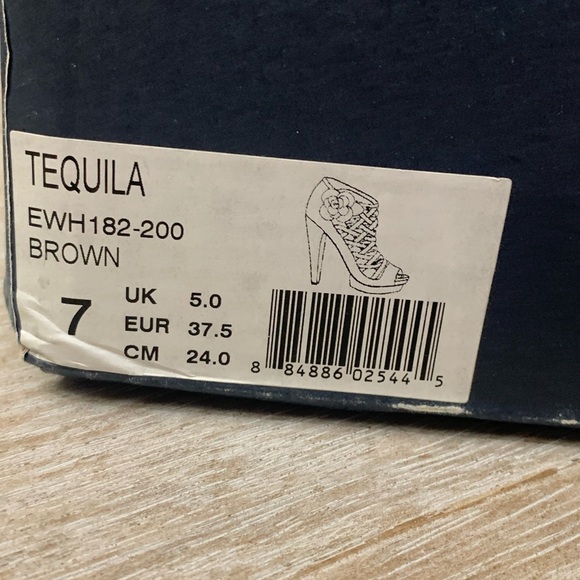 TEQUILA
EWH182-200
BROWN
7
UK 5.0
EUR 37.5
CM 24.0
8 84886 02544 5